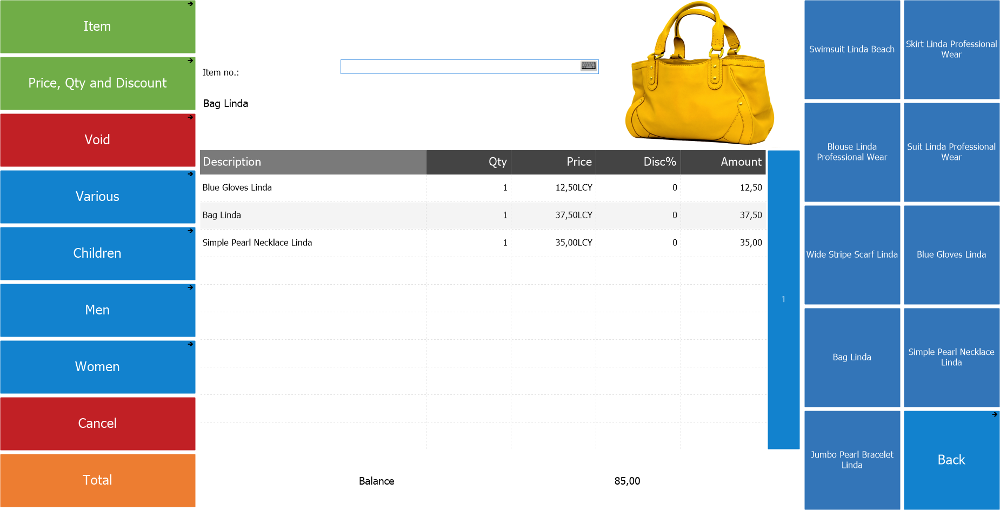 Item
Price, Qty and Discount
Void
Various
Children
Men
Women
Cancel
Total
Item no.:
Bag Linda
Description Qty Price Disc% Amount
Blue Gloves Linda 1 12,50LCY 0 12,50
Bag Linda 1 37,50LCY 0 37,50
Simple Pearl Necklace Linda 1 35,00LCY 0 35,00
1
Balance 85,00
Swimsuit Linda Beach
Skirt Linda Professional
Wear
Blouse Linda
Professional Wear
Suit Linda Professional
Wear
Wide Stripe Scarf Linda
Blue Gloves Linda
Bag Linda
Simple Pearl Necklace
Linda
Jumbo Pearl Bracelet
Linda
Back